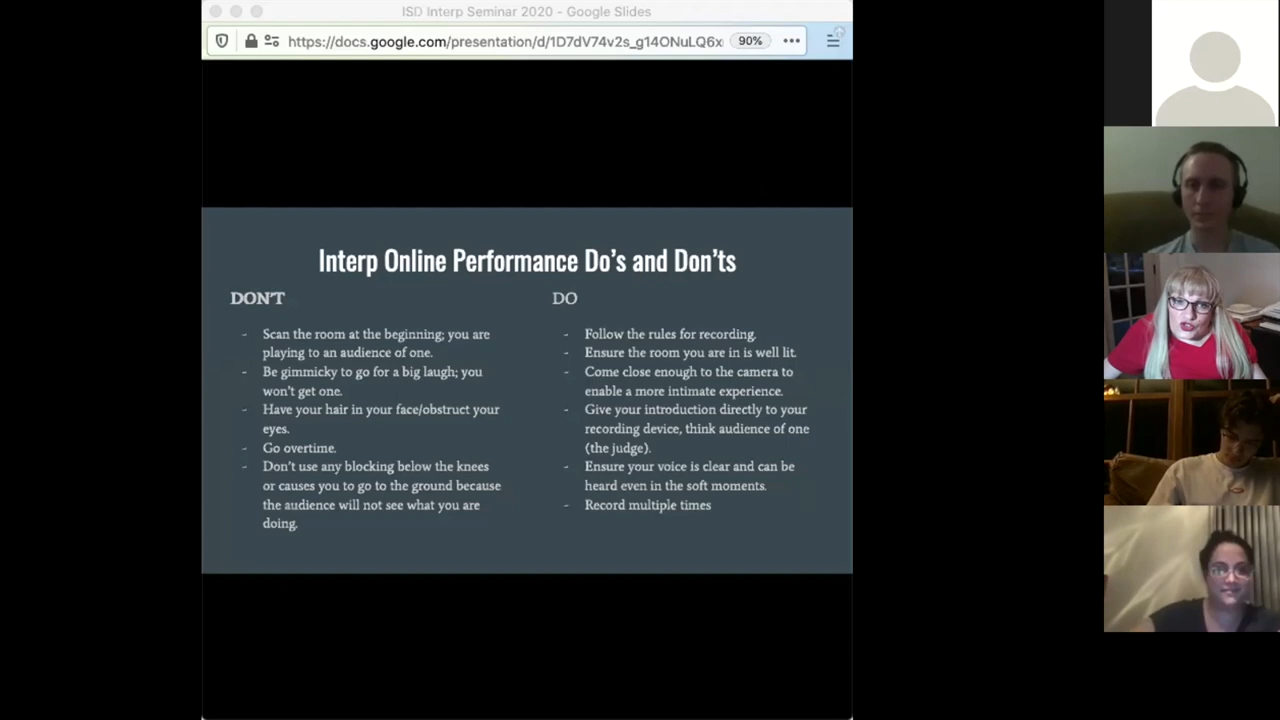 ISD Interp Seminar 2020 - Google Slides
https://docs.google.com/presentation/d/1D7dV74v2s_g14ONuLQ6x 90% •••
Interp Online Performance Do's and Don'ts
DON'T
- Scan the room at the beginning; you are
playing to an audience of one.
- Be gimmicky to go for a big laugh; you
won't get one.
- Have your hair in your face/obstruct your
eyes.
- Go overtime.
- Don't use any blocking below the knees
or causes you to go to the ground because
the audience will not see what you are
doing.
DO
- Follow the rules for recording.
- Ensure the room you are in is well lit.
- Come close enough to the camera to
enable a more intimate experience.
- Give your introduction directly to your
recording device, think audience of one
(the judge).
- Ensure your voice is clear and can be
heard even in the soft moments.
- Record multiple times